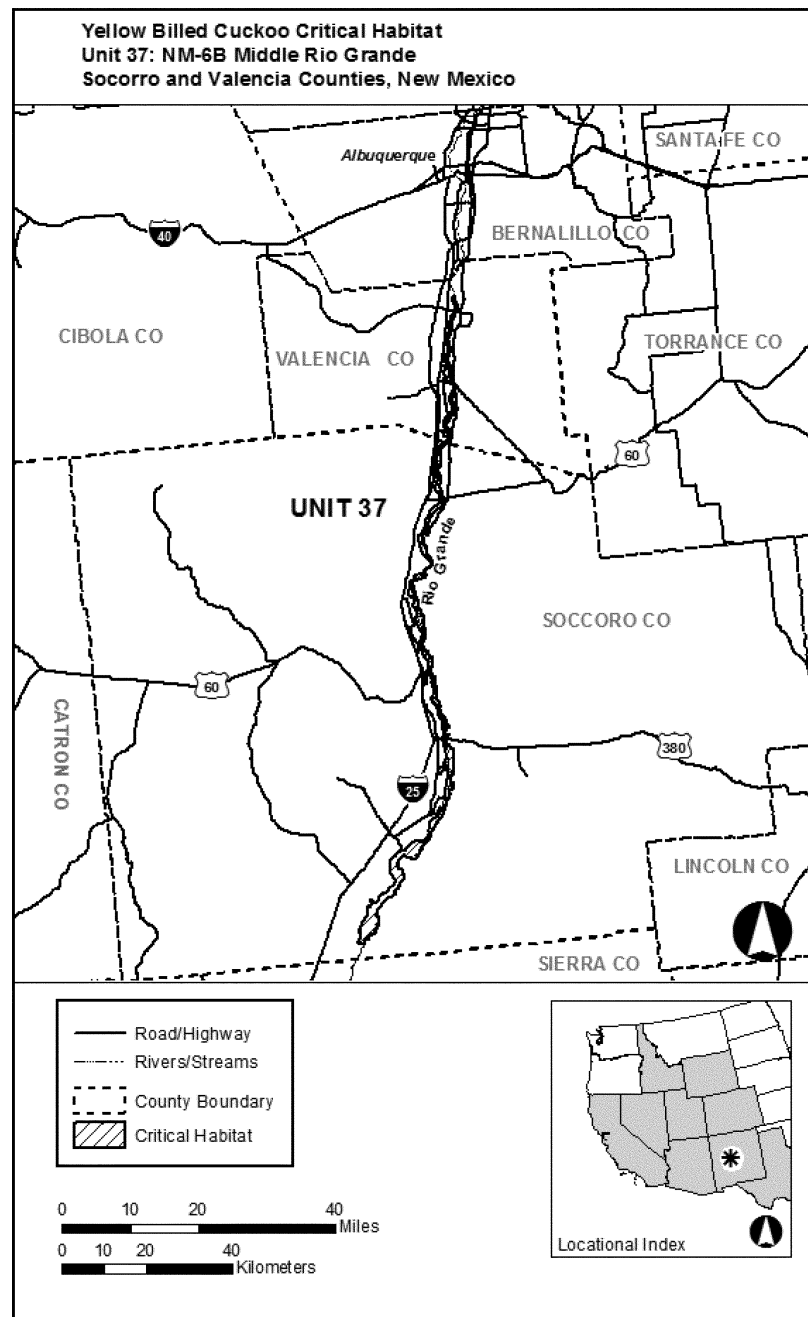 Yellow Billed Cuckoo Critical Habitat
Unit 37: NM-6B Middle Rio Grande
Socorro and Valencia Counties, New Mexico
SANTA FE CO
Albuquerque
40
BERNALILLO CO
CIBOLA CO
VALENCIA CO
TORRANCE CO
60
UNIT 37
Rio Grande
SOCCORO CO
60
CATRON CO
380
25
LINCOLN CO
SIERRA CO
Road/Highway
Rivers/Streams
County Boundary
Critical Habitat
0 10 20 40
Miles
0 10 20 40
Kilometers
Locational Index